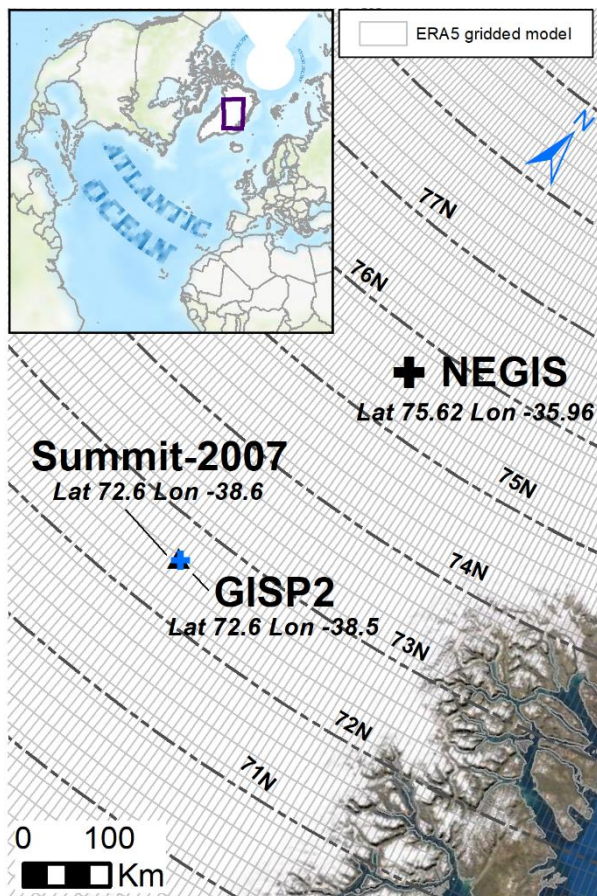 ERA5 gridded model
ATLANTIC
OCEAN
N
77N
76N
NEGIS
Lat 75.62 Lon -35.96
Summit-2007
Lat 72.6 Lon -38.6
75N
74N
GISP2
Lat 72.6 Lon -38.5
73N
72N
71N
0 100
Km